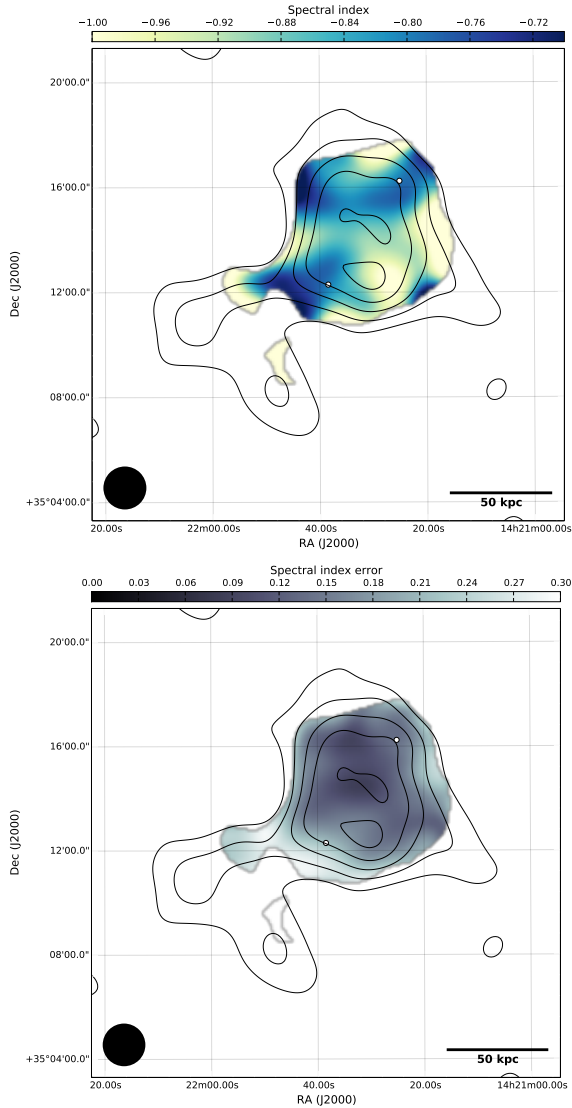 Spectral index
−1.00 −0.96 −0.92 −0.88 −0.84 −0.80 −0.76 −0.72
20'00.0"
16'00.0"
12'00.0"
08'00.0"
+35°04'00.0"
Dec (J2000)
50 kpc
20.00s 22m00.00s 40.00s 20.00s 14h21m00.00s
RA (J2000)
Spectral index error
0.00 0.03 0.06 0.09 0.12 0.15 0.18 0.21 0.24 0.27 0.30
20'00.0"
16'00.0"
12'00.0"
08'00.0"
+35°04'00.0"
Dec (J2000)
50 kpc
20.00s 22m00.00s 40.00s 20.00s 14h21m00.00s
RA (J2000)